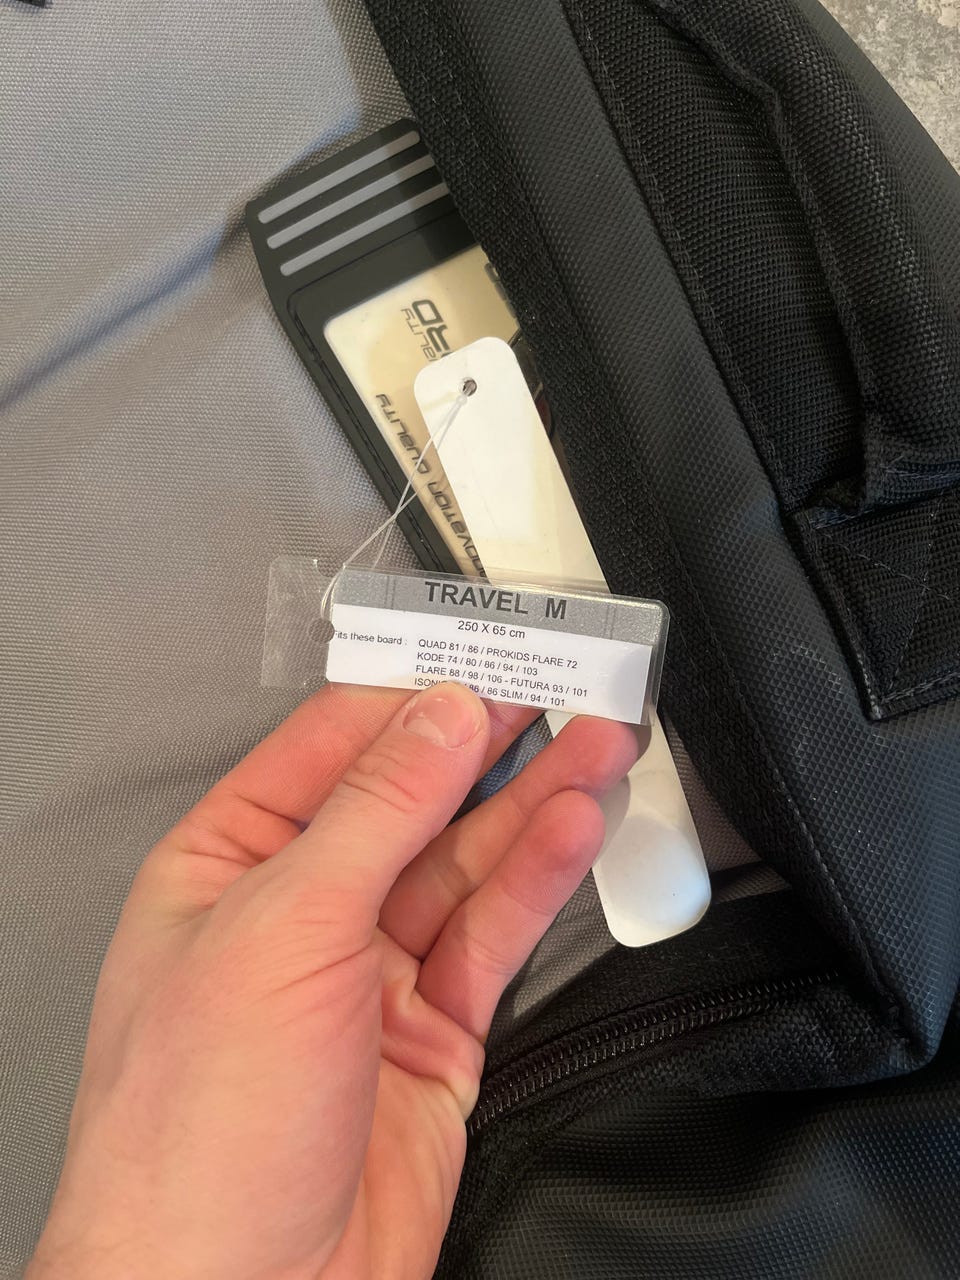 TRAVEL M
250 X 65 cm
Fits these board : QUAD 81 / 86 / PROKIDS FLARE 72
KODE 74 / 80 / 86 / 94 / 103
FLARE 88 / 98 / 106 - FUTURA 93 / 101
/ 86 / 86 SLIM / 94 / 101
QUALITY